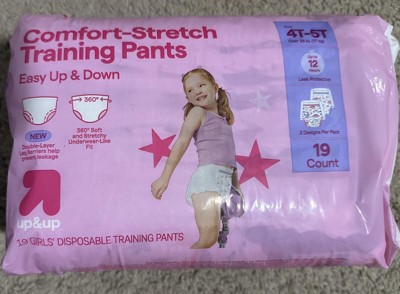 Comfort-Stretch
Training Pants
Easy Up & Down
4T-5T
Up to
12
Hours
Leak Protection
360°
NEW
Double-Layer
Leg Barriers help
prevent leakage
360° Soft
and Stretchy
Underwear-Like
Fit
2 Designs Per Pack
19
Count
up&up
19 GIRLS' DISPOSABLE TRAINING PANTS